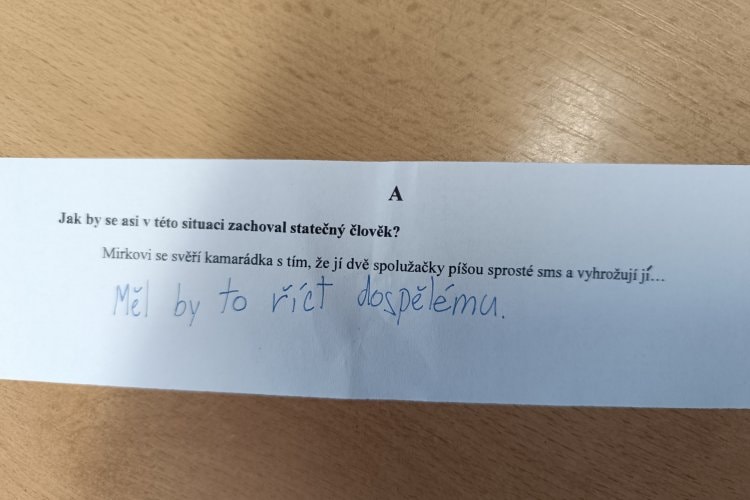 A
Jak by se asi v této situaci zachoval statečný člověk?
Mirkovi se svěří kamarádka s tím, že jí dvě spolužačky píšou sprosté sms a vyhrožují jí...
Měl by to říct dospělému.